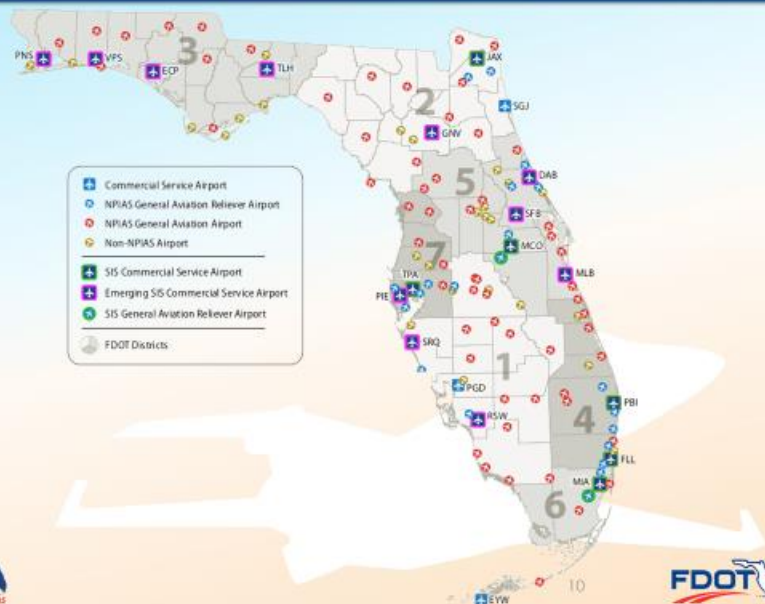 PNS
VPS
ECP
3
TLH
JAX
2
SGJ
GNV
5
DAB
SFB
MCO
7
TPA
PIE
MLB
SRQ
1
PGD
RSW
4
PBI
FLL
MIA
6
EYW
10
Commercial Service Airport
NPIAS General Aviation Reliever Airport
NPIAS General Aviation Airport
Non-NPIAS Airport
SIS Commercial Service Airport
Emerging SIS Commercial Service Airport
SIS General Aviation Reliever Airport
FDOT Districts
FDOT